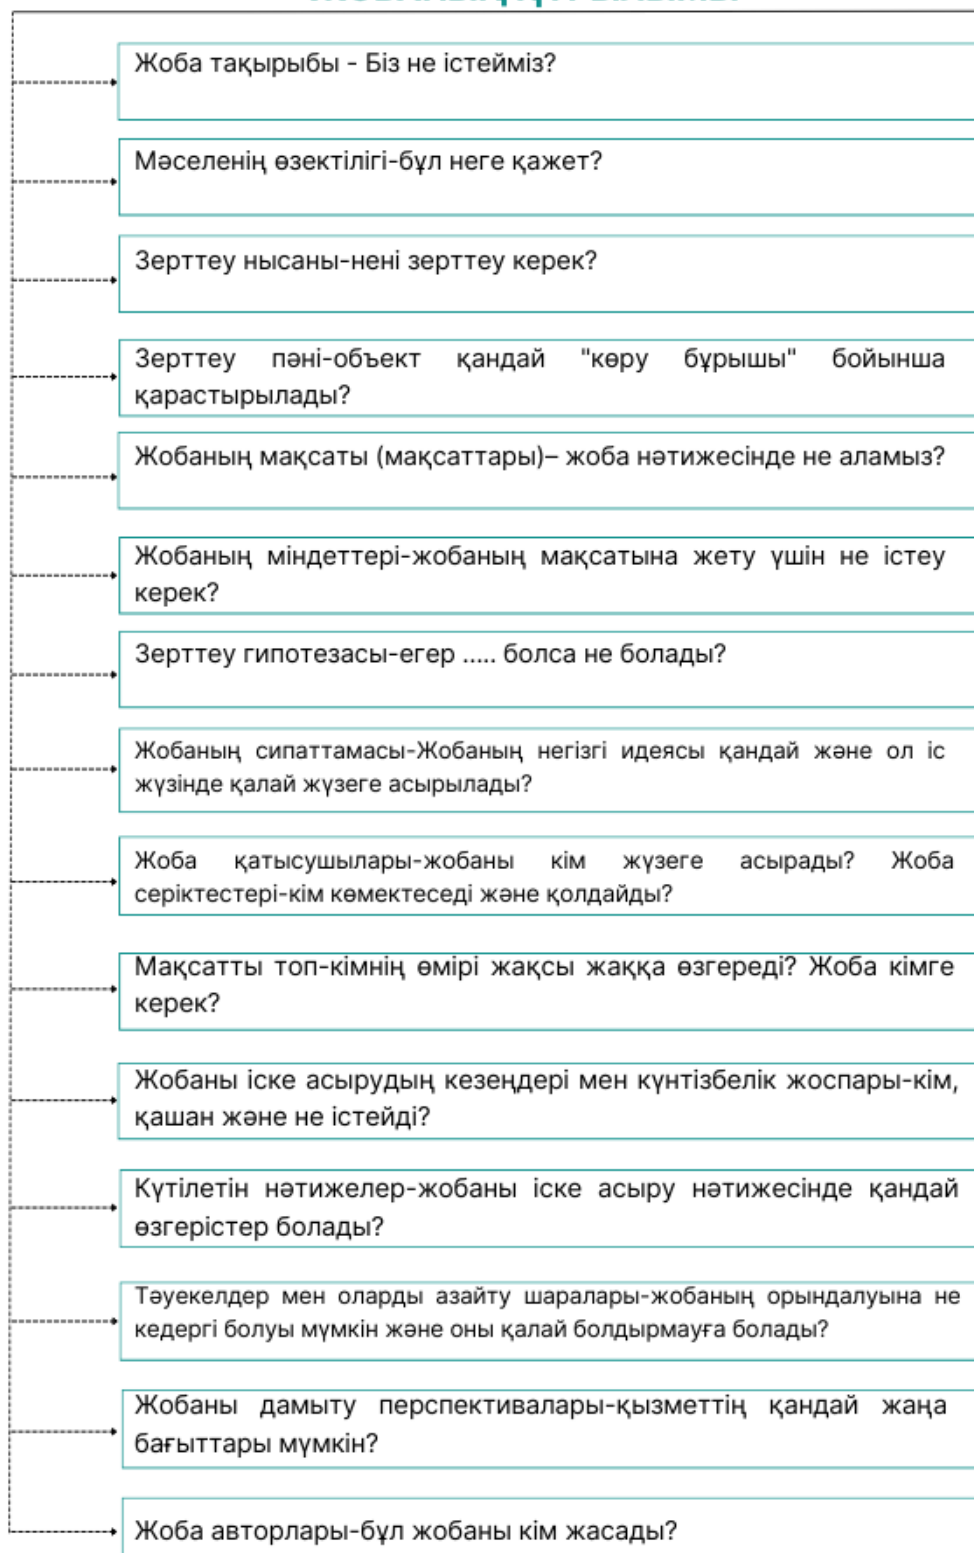 Жоба тақырыбы - Біз не істейміз?
Мәселенің өзектілігі-бұл неге қажет?
Зерттеу нысаны-нені зерттеу керек?
Зерттеу пәні-объект қандай "көру бұрышы" бойынша
қарастырылады?
Жобаның мақсаты (мақсаттары)– жоба нәтижесінде не аламыз?
Жобаның міндеттері-жобаның мақсатына жету үшін не істеу
керек?
Зерттеу гипотезасы-егер ..... болса не болады?
Жобаның сипаттамасы-Жобаның негізгі идеясы қандай және ол іс
жүзінде қалай жүзеге асырылады?
Жоба қатысушылары-жобаны кім жүзеге асырады? Жоба
серіктестері-кім көмектеседі және қолдайды?
Мақсатты топ-кімнің өмірі жақсы жаққа өзгереді? Жоба кімге
керек?
Жобаны іске асырудың кезеңдері мен күнтізбелік жоспары-кім,
қашан және не істейді?
Күтілетін нәтижелер-жобаны іске асыру нәтижесінде қандай
өзгерістер болады?
Тәуекелдер мен оларды азайту шаралары-жобаның орындалуына не
кедергі болуы мүмкін және оны қалай болдырмауға болады?
Жобаны дамыту перспективалары-қызметтің қандай жаңа
бағыттары мүмкін?
Жоба авторлары-бұл жобаны кім жасады?